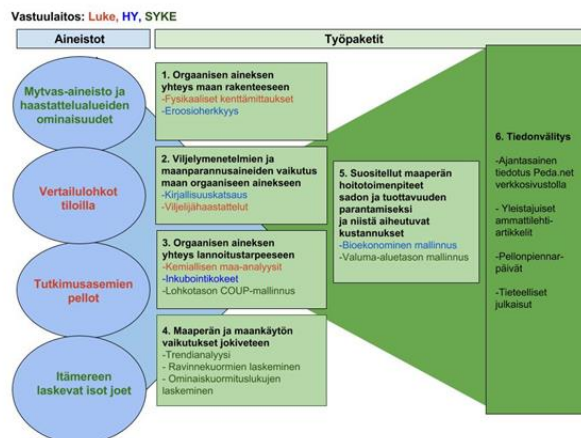 Vastuulaitos: Luke, HY, SYKE
Aineistot
Työpaketit
Mytvas-aineisto ja
haastattelualueiden
ominaisuudet
Vertailulohkot
tiloilla
Tutkimusasemien
pellot
Itämereen
laskevat isot joet
1. Orgaanisen aineksen
yhteys maan rakenteeseen
-Fysikaaliset kenttämittaukset
-Eroosioherkkyys
2. Viljelymenetelmien ja
maanparannusaineiden vaikutus
maan orgaaniseen ainekseen
-Kirjallisuuskatsaus
-Viljelijähaastattelut
3. Orgaanisen aineksen
yhteys lannoitustarpeeseen
-Kemiallisen maa-analyysit
-Inkubointikokeet
-Lohkotason COUP-mallinnus
4. Maaperän ja maankäytön
vaikutukset jokiveteen
-Trendianalyysi
- Ravinnekuormien laskeminen
- Ominaiskuormituslukujen
laskeminen
5. Suositellut maaperän
hoitotoimenpiteet
sadon ja tuottavuuden
parantamiseksi
ja niistä aiheutuvat
kustannukset
-Bioekonominen mallinnus
-Valuma-aluetason mallinnus
6. Tiedonvälitys
-Ajantasainen
tiedotus Peda.net
verkkosivustolla
- Yleistajuiset
ammattilehti-
artikkelit
-Pellonpiennar-
päivät
-Tieteelliset
julkaisut